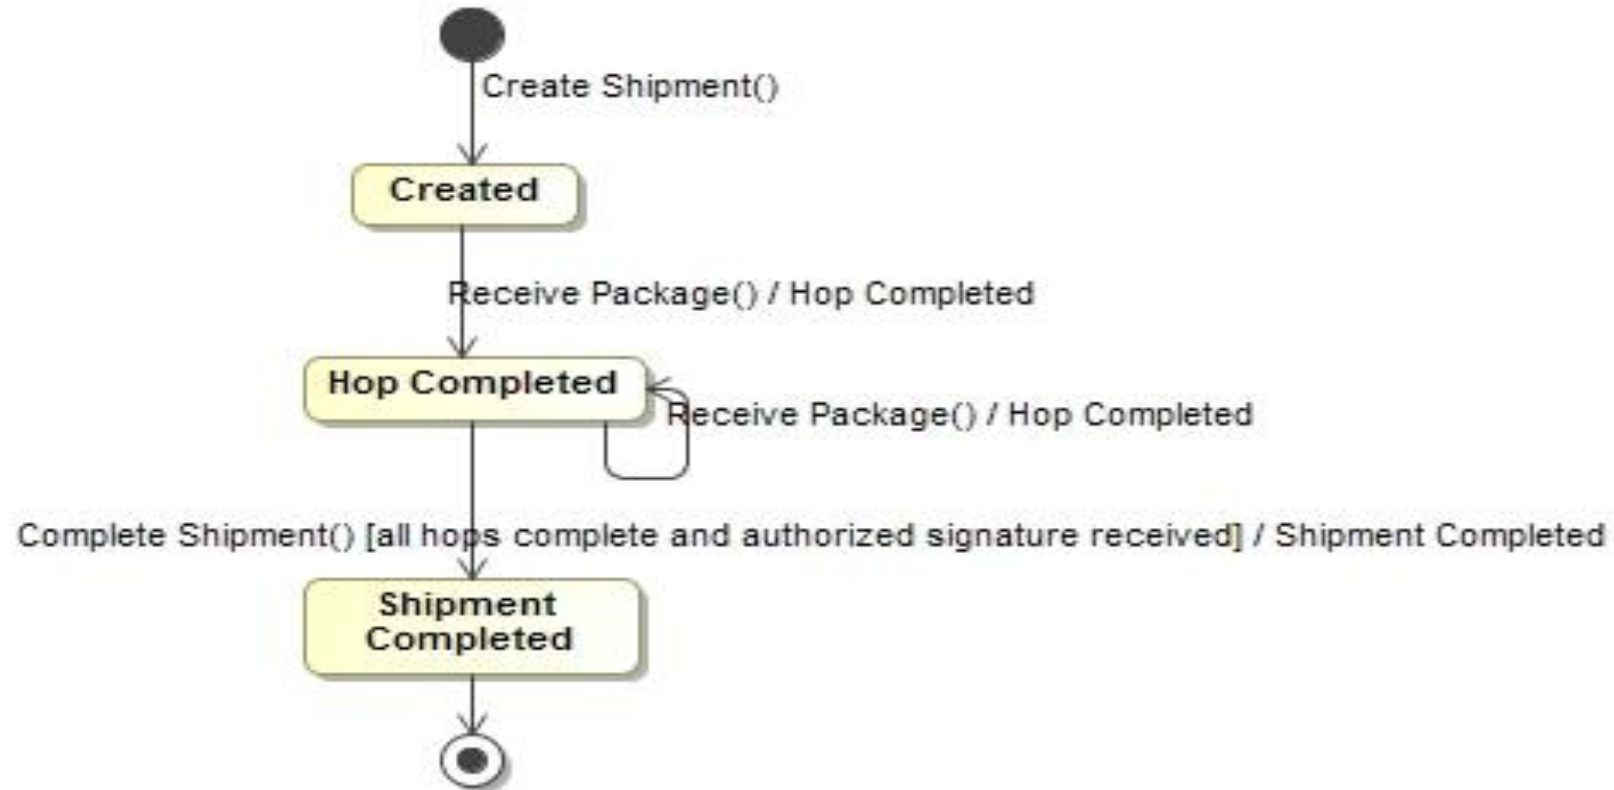 Create Shipment()
Created
Receive Package() / Hop Completed
Hop Completed
Receive Package() / Hop Completed
Complete Shipment() [all hops complete and authorized signature received] / Shipment Completed
Shipment
Completed